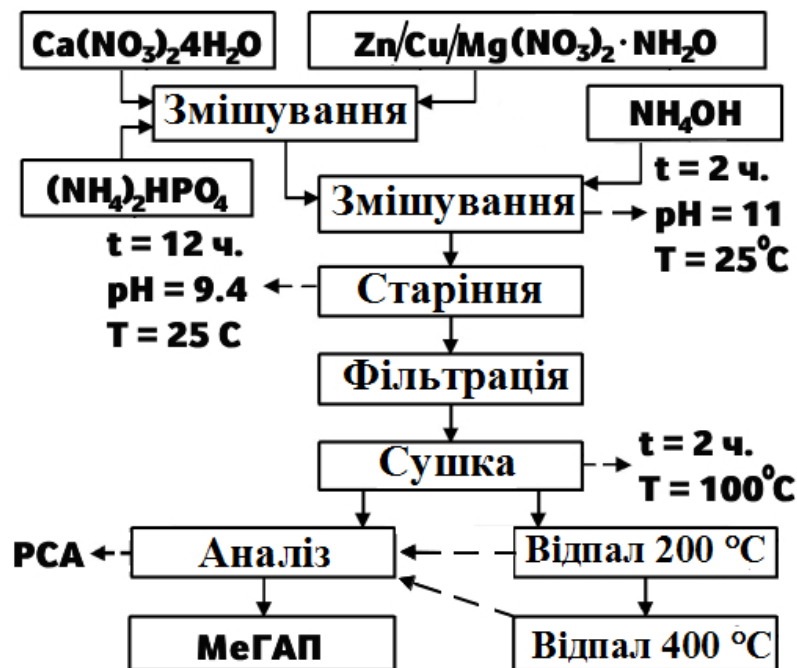 Ca(NO₃)₂4H₂O
Zn/Cu/Mg(NO₃)₂·NH₂O
Змішування
NH₄OH
(NH₄)₂HPO₄
Змішування
t = 2 ч.
pH = 11
T = 25°C
t = 12 ч.
pH = 9.4
T = 25 C
Старіння
Фільтрація
Сушка
t = 2 ч.
T = 100°C
РСА
Аналіз
Відпал 200 °C
МеГАП
Відпал 400 °C